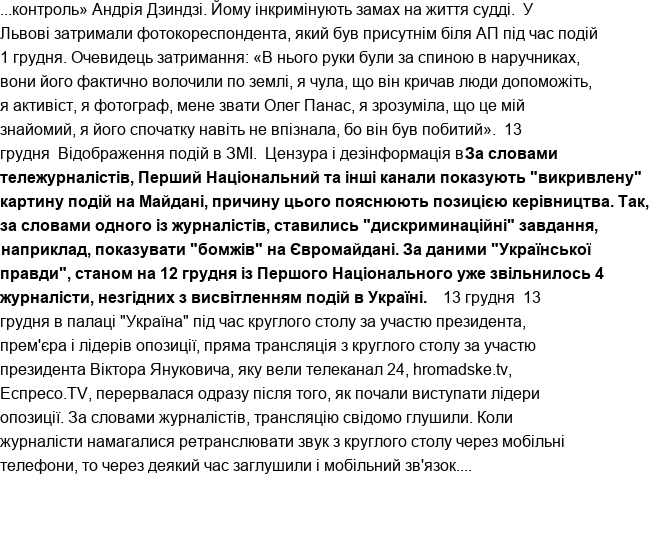 ...контроль» Андрія Дзиндзі. Йому інкримінують замах на життя судді.  У
Львові затримали фотокореспондента, який був присутнім біля АП під час подій
1 грудня. Очевидець затримання: «В нього руки були за спиною в наручниках,
вони його фактично волочили по землі, я чула, що він кричав люди допоможіть,
я активіст, я фотограф, мене звати Олег Панас, я зрозуміла, що це мій
знайомий, я його спочатку навіть не впізнала, бо він був побитий».  13
грудня  Відображення подій в ЗМІ.  Цензура і дезінформація вЗа словами
тележурналістів, Перший Національний та інші канали показують "викривлену"
картину подій на Майдані, причину цього пояснюють позицією керівництва. Так,
за словами одного із журналістів, ставились "дискриминаційні" завдання,
наприклад, показувати "бомжів" на Євромайдані. За даними "Української
правди", станом на 12 грудня із Першого Національного уже звільнилось 4
журналісти, незгідних з висвітленням подій в Україні.    13 грудня  13
грудня в палаці "Україна" під час круглого столу за участю президента,
прем'єра і лідерів опозиції, пряма трансляція з круглого столу за участю
президента Віктора Януковича, яку вели телеканал 24, hromadske.tv,
Еспресо.TV, перервалася одразу після того, як почали виступати лідери
опозиції. За словами журналістів, трансляцію свідомо глушили. Коли
журналісти намагалися ретранслювати звук з круглого столу через мобільні
телефони, то через деякий час заглушили і мобільний зв'язок....